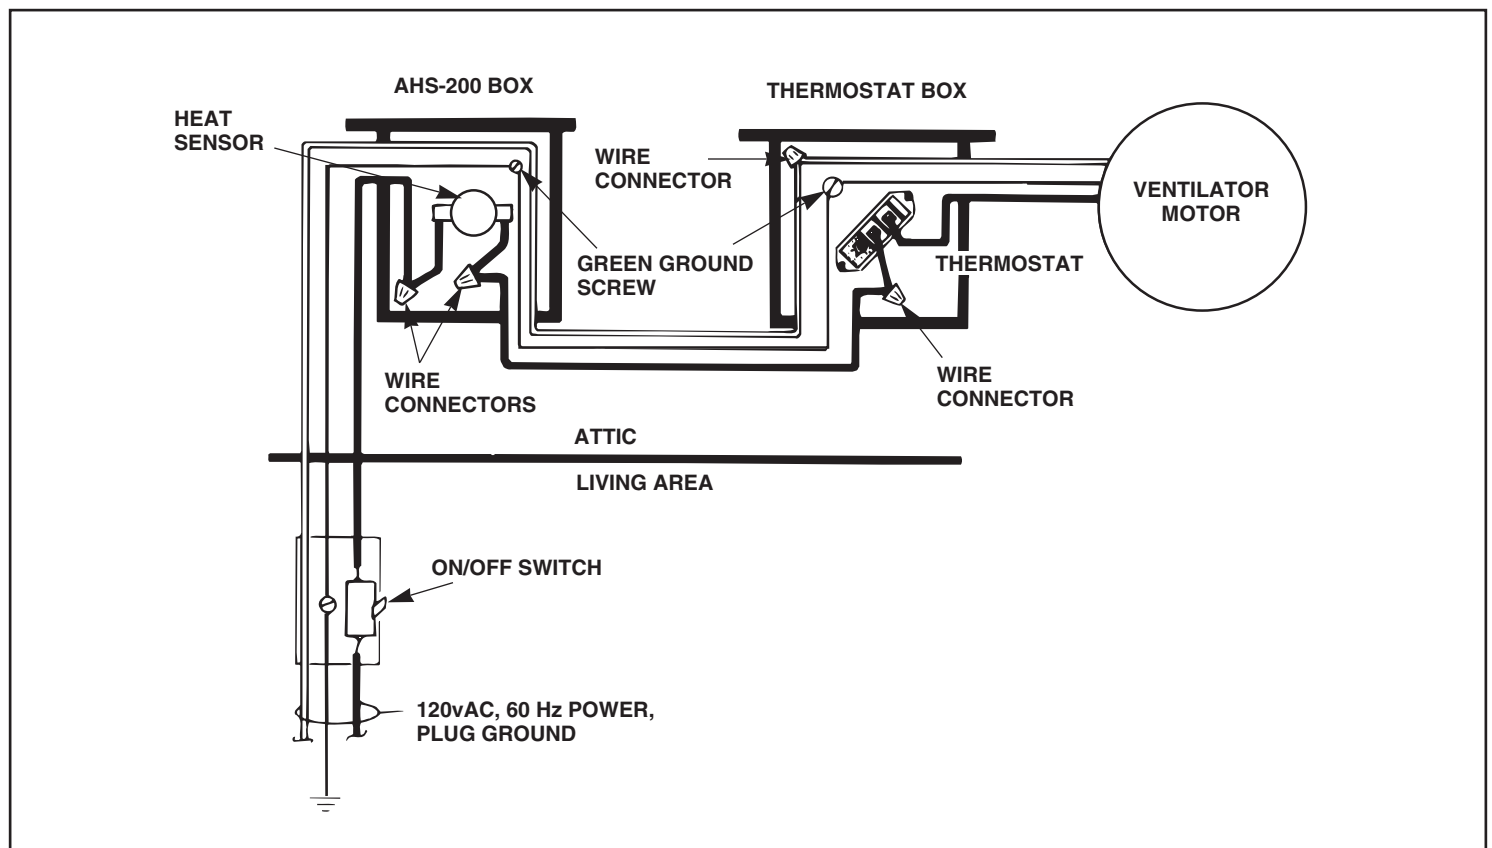 AHS-200 BOX
THERMOSTAT BOX
HEAT
SENSOR
WIRE
CONNECTOR
VENTILATOR
MOTOR
GREEN GROUND
SCREW
THERMOSTAT
WIRE
CONNECTORS
WIRE
CONNECTOR
ATTIC
LIVING AREA
ON/OFF SWITCH
120vAC, 60 Hz POWER,
PLUG GROUND